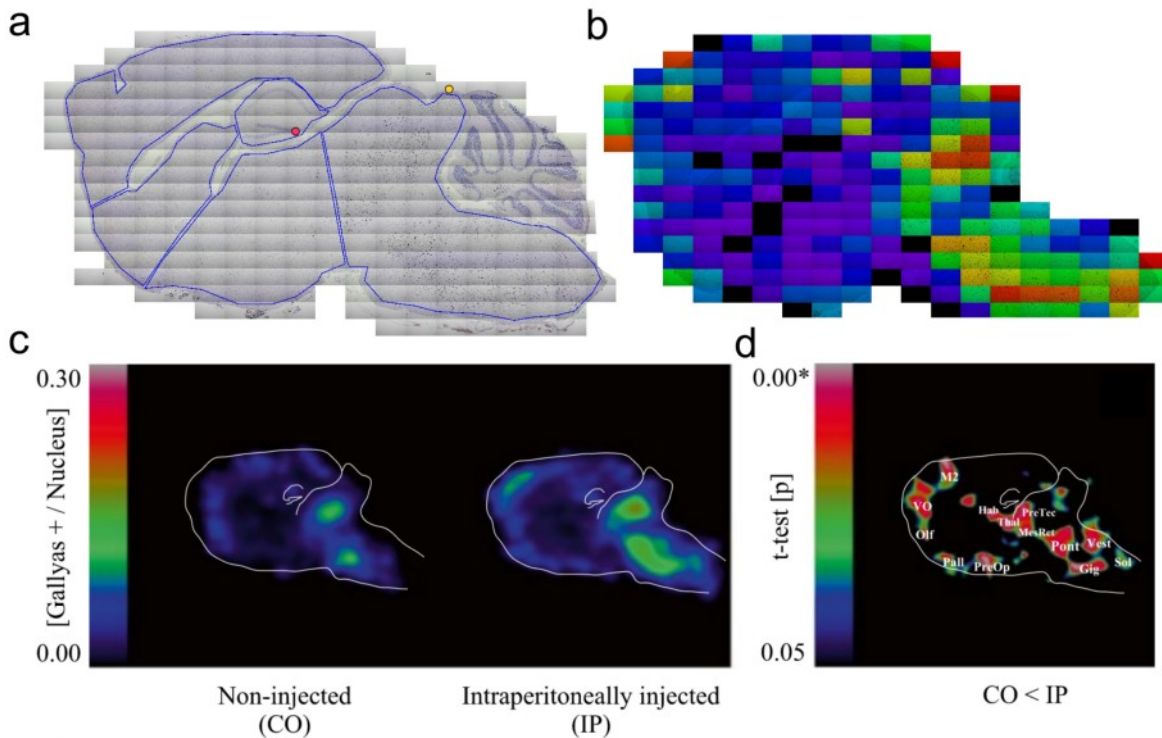 a
b
c
0.30
[Gallyas + / Nucleus]
0.00
Non-injected
(CO)
Intraperitoneally injected
(IP)
d
0.00*
t-test [p]
0.05
M2
VO
Olf
Hab
Thal
PreTec
MesRet
Pont
Vest
Sol
Gig
Pall
PreOp
CO < IP